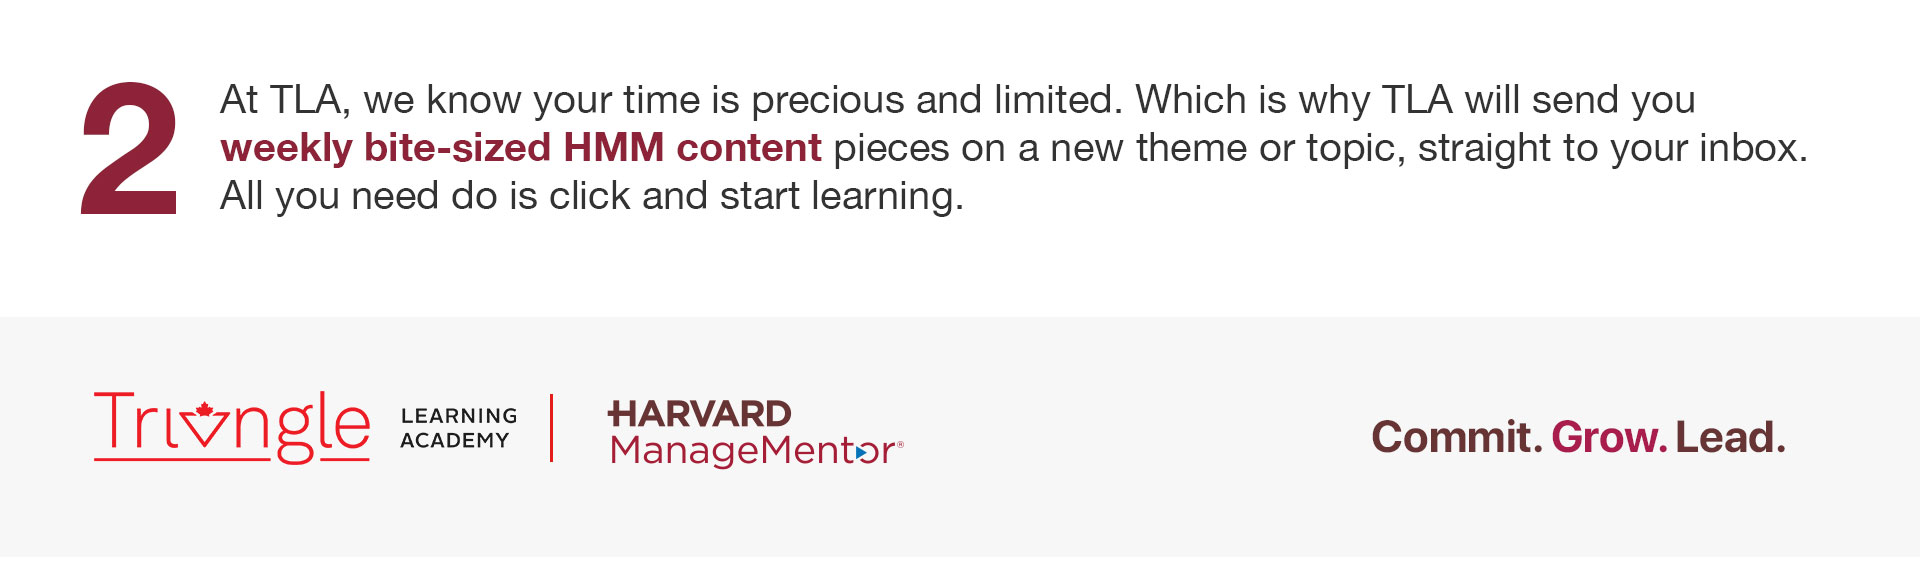 2
At TLA, we know your time is precious and limited. Which is why TLA will send you
weekly bite-sized HMM content pieces on a new theme or topic, straight to your inbox.
All you need do is click and start learning.
Triangle LEARNING
ACADEMY
HARVARD
ManageMentor®
Commit. Grow. Lead.